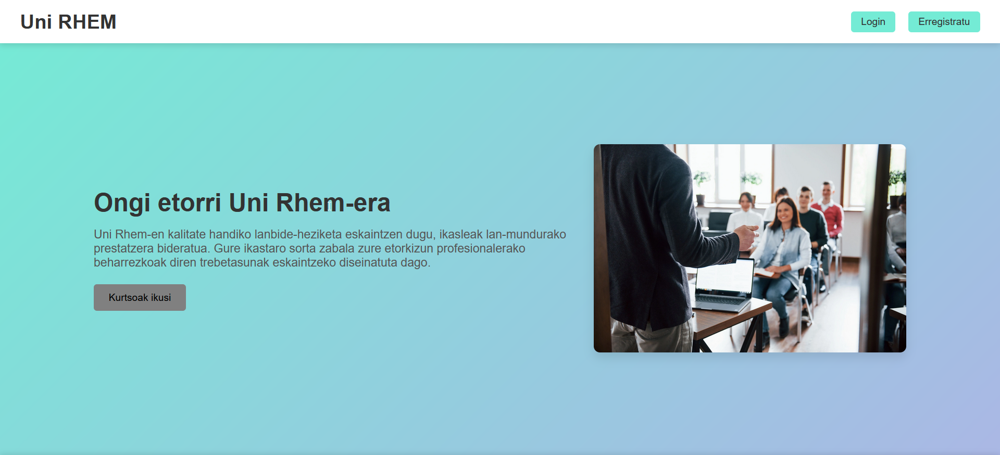 Uni RHEM
Login
Erregistratu
Ongi etorri Uni Rhem-era
Uni Rhem-en kalitate handiko lanbide-heziketa eskaintzen dugu, ikasleak lan-mundurako
prestatzera bideratua. Gure ikastaro sorta zabala zure etorkizun profesionalerako
beharrezkoak diren trebetasunak eskaintzeko diseinatuta dago.
Kurtsoak ikusi